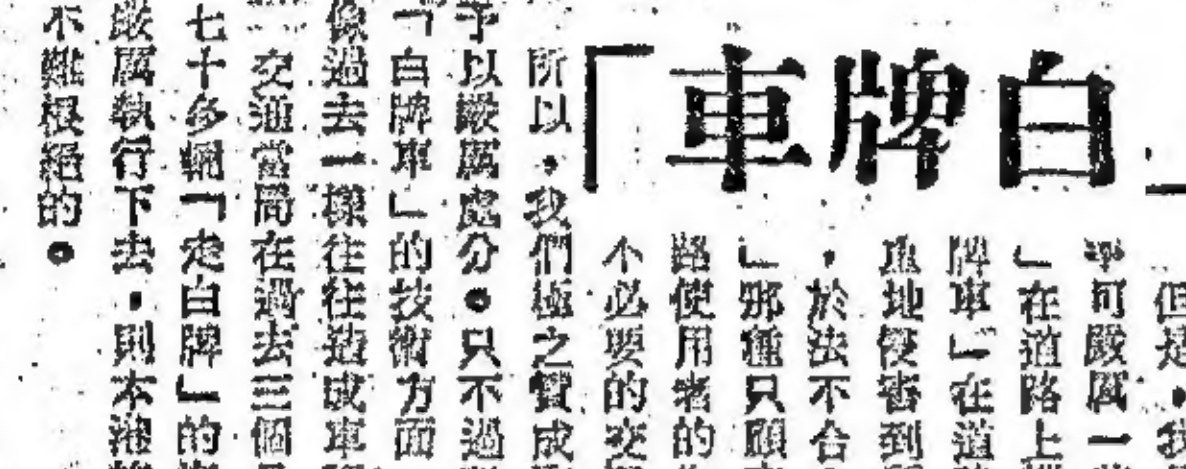 「白牌車」
但是，我
可嚴厲一
」在道路上
牌車」在道
重地侵害到
，於法不合
」那種只顧
路使用者的
不必要的交
所以，我們極之贊成
予以嚴厲處分。只不過
「白牌車」的技術方面
像過去一樣往往造成車
交通當局在過去三個
七十多輛「走白牌」的
嚴厲執行下去，則本港
不難根絕的。